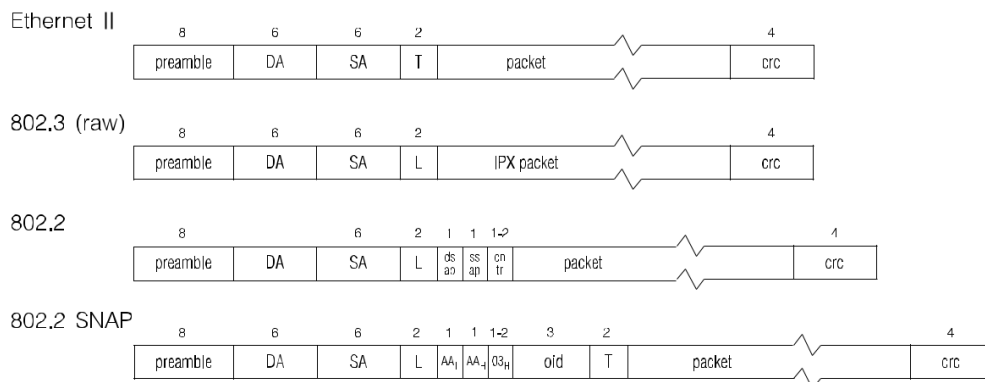 Ethernet II
8 6 6 2 4
preamble DA SA T packet crc
802.3 (raw)
8 6 6 2 4
preamble DA SA L IPX packet crc
802.2
8 6 2 1 1 1-2 4
preamble DA SA L ds ap ss ap cn tr packet crc
802.2 SNAP
8 6 6 2 1 1 1-2 3 2 4
preamble DA SA L AAH AAH 03H oid T packet crc